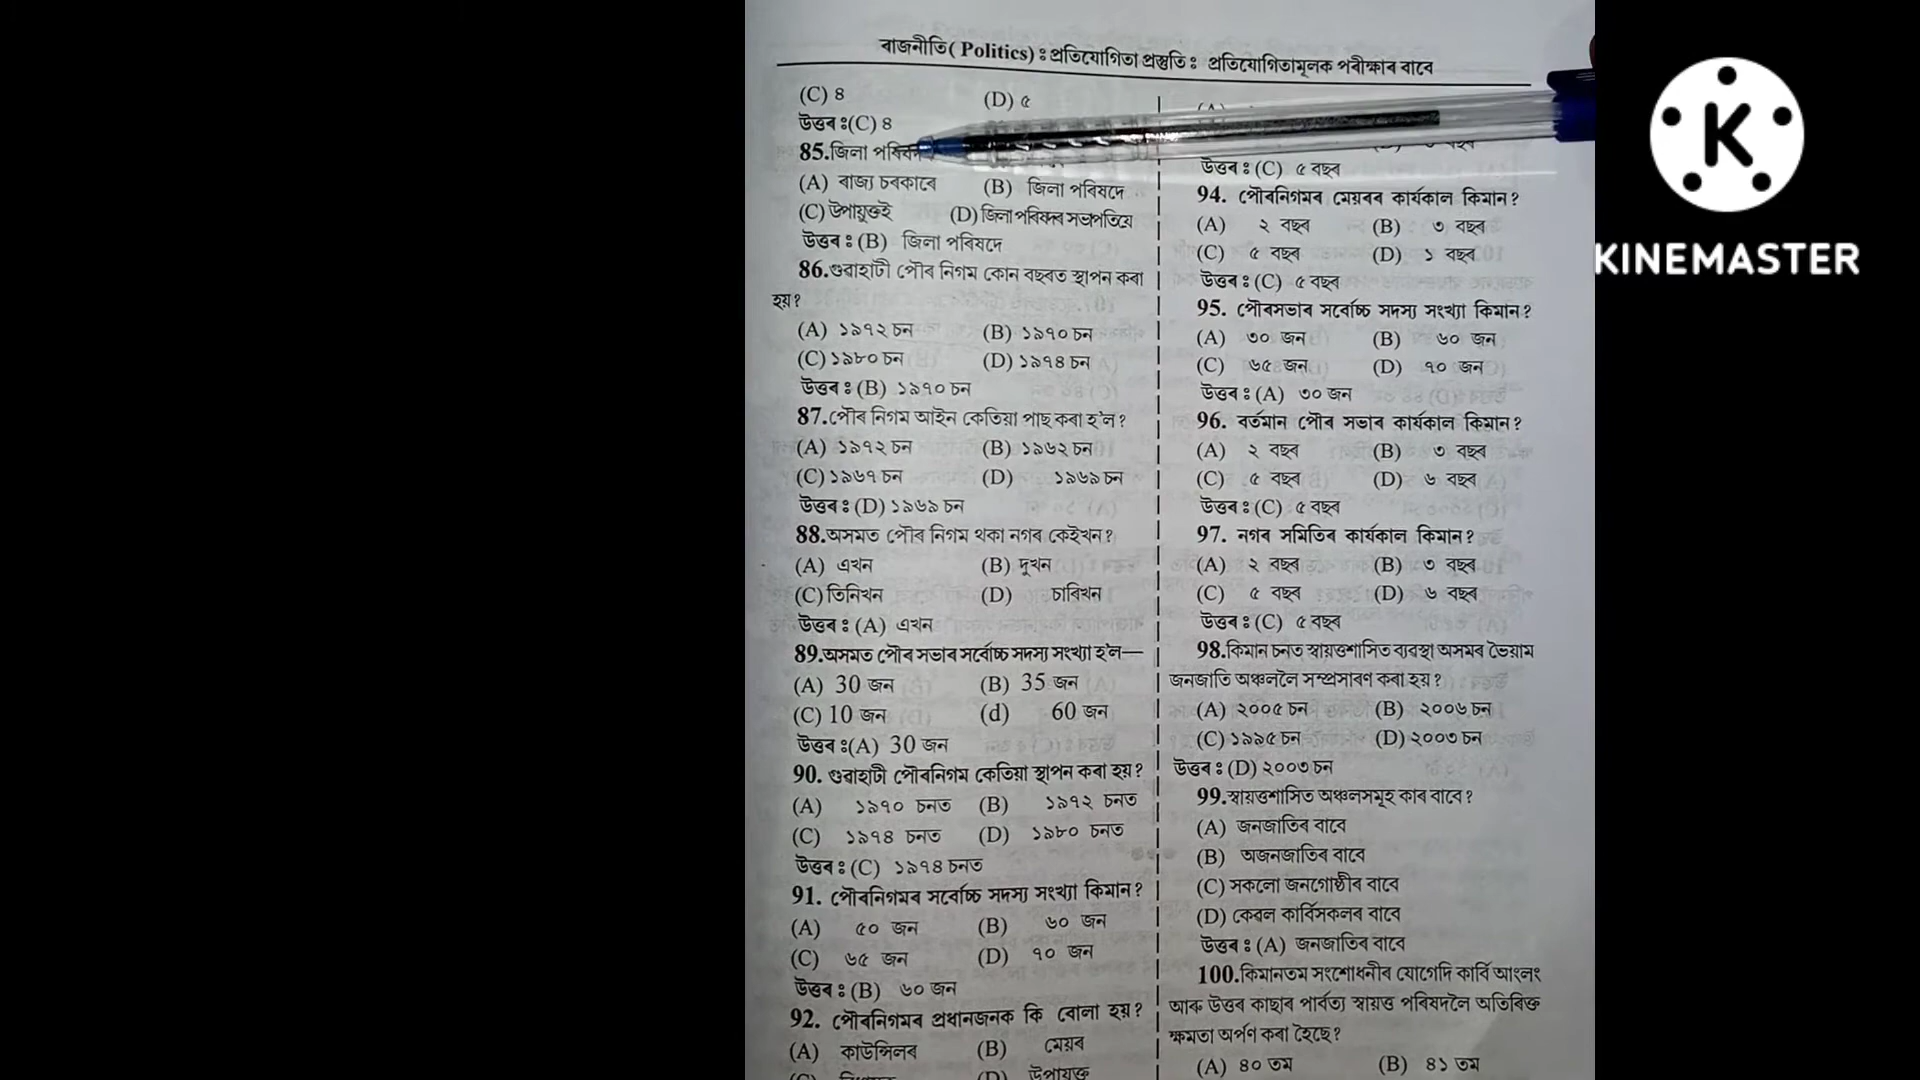 ৰাজনীতি( Politics) ঃ প্ৰতিযোগিতা প্ৰস্তুতি ঃ প্ৰতিযোগিতামূলক পৰীক্ষাৰ বাবে
(C) ৪ (D) ৫
উত্তৰ ঃ(C) ৪
85.জিলা
(A) ৰাজ্য চৰকাৰে (B) জিলা পৰিষদে
(C) উপায়ুক্তই (D) জিলা পৰিষদৰ সভাপতিয়ে
উত্তৰ ঃ (B) জিলা পৰিষদে
86.গুৱাহাটী পৌৰ নিগম কোন বছৰত স্থাপন কৰা
হয়?
(A) ১৯৭২ চন (B) ১৯৭০ চন
(C) ১৯৮০ চন (D) ১৯৭৪ চন
উত্তৰ ঃ (B) ১৯৭০ চন
87.পৌৰ নিগম আইন কেতিয়া পাছ কৰা হ'ল?
(A) ১৯৭২ চন (B) ১৯৬২ চন
(C) ১৯৬৭ চন (D) ১৯৬৯ চন
উত্তৰ ঃ (D) ১৯৬৯ চন
88.অসমত পৌৰ নিগম থকা নগৰ কেইখন?
(A) এখন (B) দুখন
(C) তিনিখন (D) চাৰিখন
উত্তৰ ঃ (A) এখন
89.অসমত পৌৰ সভাৰ সৰ্বোচ্চ সদস্য সংখ্যা হ'ল—
(A) 30 জন (B) 35 জন
(C) 10 জন (d) 60 জন
উত্তৰ ঃ(A) 30 জন
90. গুৱাহাটী পৌৰনিগম কেতিয়া স্থাপন কৰা হয়?
(A) ১৯৭০ চনত (B) ১৯৭২ চনত
(C) ১৯৭৪ চনত (D) ১৯৮০ চনত
উত্তৰ ঃ (C) ১৯৭৪ চনত
91. পৌৰনিগমৰ সৰ্বোচ্চ সদস্য সংখ্যা কিমান?
(A) ৫০ জন (B) ৬০ জন
(C) ৬৫ জন (D) ৭০ জন
উত্তৰ ঃ (B) ৬০ জন
92. পৌৰনিগমৰ প্ৰধানজনক কি বোলা হয়?
(A) কাউন্সিলৰ (B) মেয়ৰ
(D) উপায়ুক্ত
উত্তৰ ঃ (C) ৫ বছৰ
94. পৌৰনিগমৰ মেয়ৰৰ কাৰ্যকাল কিমান?
(A) ২ বছৰ (B) ৩ বছৰ
(C) ৫ বছৰ (D) ১ বছৰ
উত্তৰ ঃ (C) ৫ বছৰ
95. পৌৰসভাৰ সৰ্বোচ্চ সদস্য সংখ্যা কিমান?
(A) ৩০ জন (B) ৬০ জন
(C) ৬৫ জন (D) ৭০ জন
উত্তৰ ঃ (A) ৩০ জন
96. বৰ্তমান পৌৰ সভাৰ কাৰ্যকাল কিমান?
(A) ২ বছৰ (B) ৩ বছৰ
(C) ৫ বছৰ (D) ৬ বছৰ
উত্তৰ ঃ (C) ৫ বছৰ
97. নগৰ সমিতিৰ কাৰ্যকাল কিমান?
(A) ২ বছৰ (B) ৩ বছৰ
(C) ৫ বছৰ (D) ৬ বছৰ
উত্তৰ ঃ (C) ৫ বছৰ
98.কিমান চনত স্বায়ত্তশাসিত ব্যৱস্থা অসমৰ ভৈয়াম
জনজাতি অঞ্চললৈ সম্প্ৰসাৰণ কৰা হয়?
(A) ২০০৫ চন (B) ২০০৬ চন
(C) ১৯৯৫ চন (D) ২০০৩ চন
উত্তৰ ঃ (D) ২০০৩ চন
99.স্বায়ত্তশাসিত অঞ্চলসমূহ কাৰ বাবে?
(A) জনজাতিৰ বাবে
(B) অজনজাতিৰ বাবে
(C) সকলো জনগোষ্ঠীৰ বাবে
(D) কেৱল কাৰ্বিসকলৰ বাবে
উত্তৰ ঃ (A) জনজাতিৰ বাবে
100.কিমানতম সংশোধনীৰ যোগেদি কাৰ্বি আংলং
আৰু উত্তৰ কাছাৰ পাৰ্বত্য স্বায়ত্ত পৰিষদলৈ অতিৰিক্ত
ক্ষমতা অৰ্পণ কৰা হৈছে?
(A) ৪০ তম (B) ৪১ তম
K
KINEMASTER